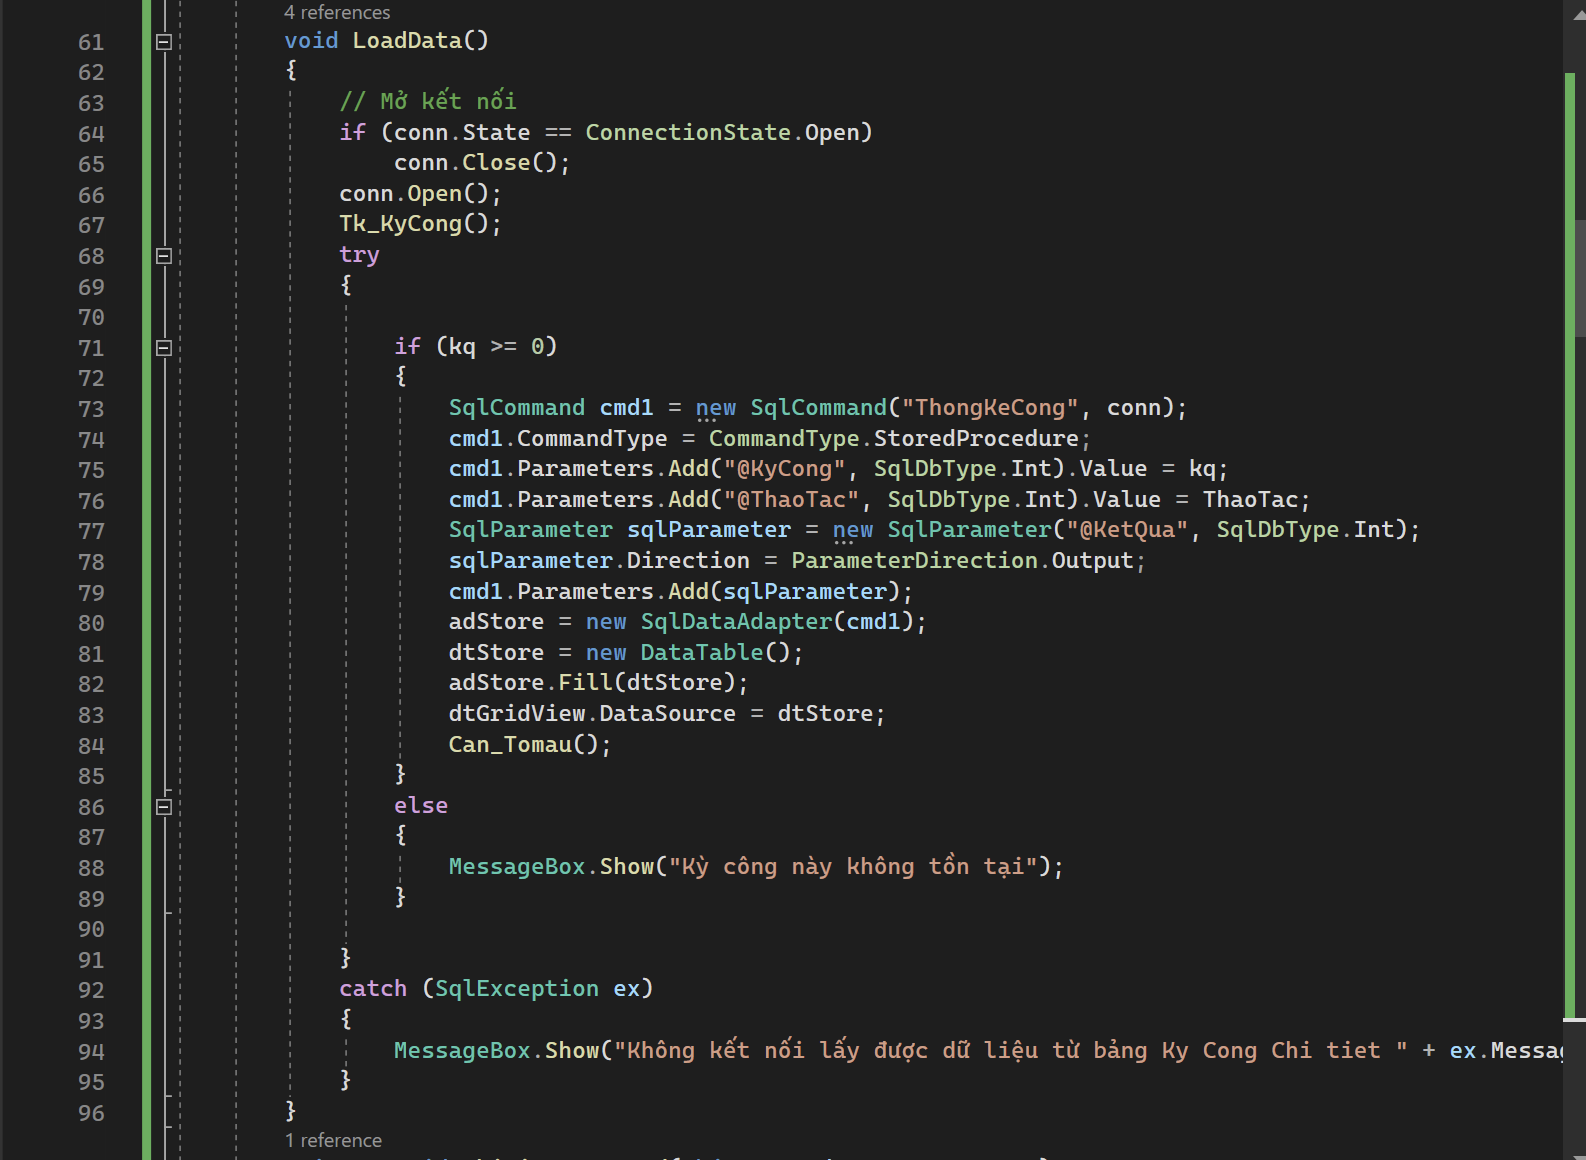 4 references
61 void LoadData()
62 {
63 // Mở kết nối
64 if (conn.State == ConnectionState.Open)
65 conn.Close();
66 conn.Open();
67 Tk_KyCong();
68 try
69 {
70
71 if (kq >= 0)
72 {
73 SqlCommand cmd1 = new SqlCommand("ThongKeCong", conn);
74 cmd1.CommandType = CommandType.StoredProcedure;
75 cmd1.Parameters.Add("@KyCong", SqlDbType.Int).Value = kq;
76 cmd1.Parameters.Add("@ThaoTac", SqlDbType.Int).Value = ThaoTac;
77 SqlParameter sqlParameter = new SqlParameter("@KetQua", SqlDbType.Int);
78 sqlParameter.Direction = ParameterDirection.Output;
79 cmd1.Parameters.Add(sqlParameter);
80 adStore = new SqlDataAdapter(cmd1);
81 dtStore = new DataTable();
82 adStore.Fill(dtStore);
83 dtGridView.DataSource = dtStore;
84 Can_Tomau();
85 }
86 else
87 {
88 MessageBox.Show("Kỳ công này không tồn tại");
89 }
90
91 }
92 catch (SqlException ex)
93 {
94 MessageBox.Show("Không kết nối lấy được dữ liệu từ bảng Ky Cong Chi tiet " + ex.Messag
95 }
96 }
1 reference